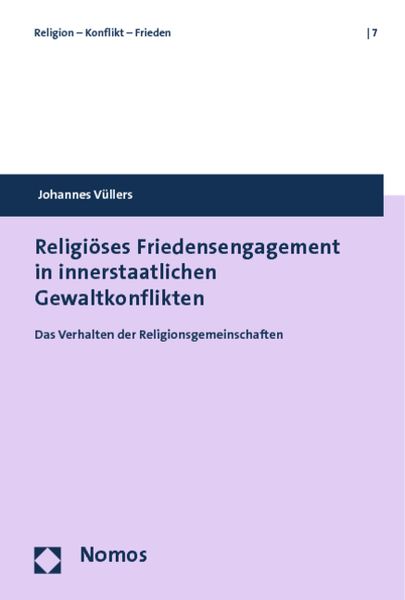 Religion – Konflikt – Frieden | 7
Johannes Vüllers
Religiöses Friedensengagement
in innerstaatlichen
Gewaltkonflikten
Das Verhalten der Religionsgemeinschaften
Nomos